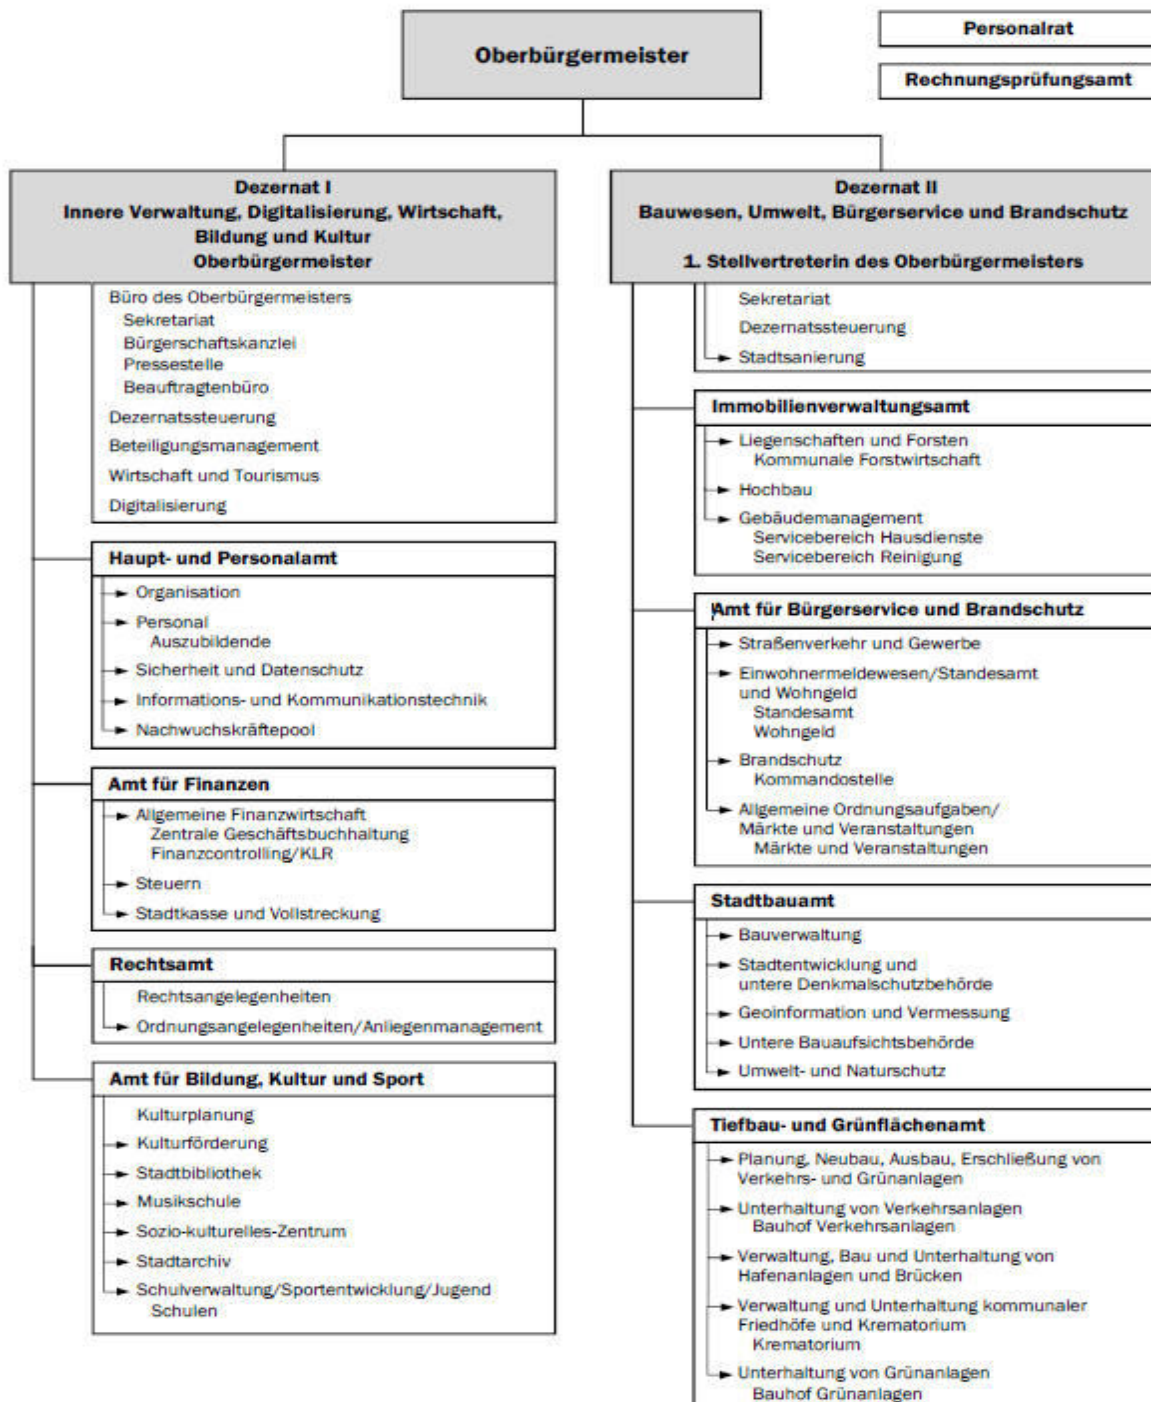 Oberbürgermeister
Personalrat
Rechnungsprüfungsamt
Dezernat I
Innere Verwaltung, Digitalisierung, Wirtschaft,
Bildung und Kultur
Oberbürgermeister
Büro des Oberbürgermeisters
Sekretariat
Bürgerschaftskanzlei
Pressestelle
Beauftragtenbüro
Dezernatssteuerung
Beteiligungsmanagement
Wirtschaft und Tourismus
Digitalisierung
Haupt- und Personalamt
Organisation
Personal
Auszubildende
Sicherheit und Datenschutz
Informations- und Kommunikationstechnik
Nachwuchskräftepool
Amt für Finanzen
Allgemeine Finanzwirtschaft
Zentrale Geschäftsbuchhaltung
Finanzcontrolling/KLR
Steuern
Stadtkasse und Vollstreckung
Rechtsamt
Rechtsangelegenheiten
Ordnungsangelegenheiten/Anliegenmanagement
Amt für Bildung, Kultur und Sport
Kulturplanung
Kulturförderung
Stadtbibliothek
Musikschule
Sozio-kulturelles-Zentrum
Stadtarchiv
Schulverwaltung/Sportentwicklung/Jugend
Schulen
Dezernat II
Bauwesen, Umwelt, Bürgerservice und Brandschutz
1. Stellvertreterin des Oberbürgermeisters
Sekretariat
Dezernatssteuerung
Stadtsanierung
Immobilienverwaltungsamt
Liegenschaften und Forsten
Kommunale Forstwirtschaft
Hochbau
Gebäudemanagement
Servicebereich Hausdienste
Servicebereich Reinigung
Amt für Bürgerservice und Brandschutz
Straßenverkehr und Gewerbe
Einwohnermeldewesen/Standesamt
und Wohngeld
Standesamt
Wohngeld
Brandschutz
Kommandostelle
Allgemeine Ordnungsaufgaben/
Märkte und Veranstaltungen
Märkte und Veranstaltungen
Stadtbauamt
Bauverwaltung
Stadtentwicklung und
untere Denkmalschutzbehörde
Geoinformation und Vermessung
Untere Bauaufsichtsbehörde
Umwelt- und Naturschutz
Tiefbau- und Grünflächenamt
Planung, Neubau, Ausbau, Erschließung von
Verkehrs- und Grünanlagen
Unterhaltung von Verkehrsanlagen
Bauhof Verkehrsanlagen
Verwaltung, Bau und Unterhaltung von
Hafenanlagen und Brücken
Verwaltung und Unterhaltung kommunaler
Friedhöfe und Krematorium
Krematorium
Unterhaltung von Grünanlagen
Bauhof Grünanlagen